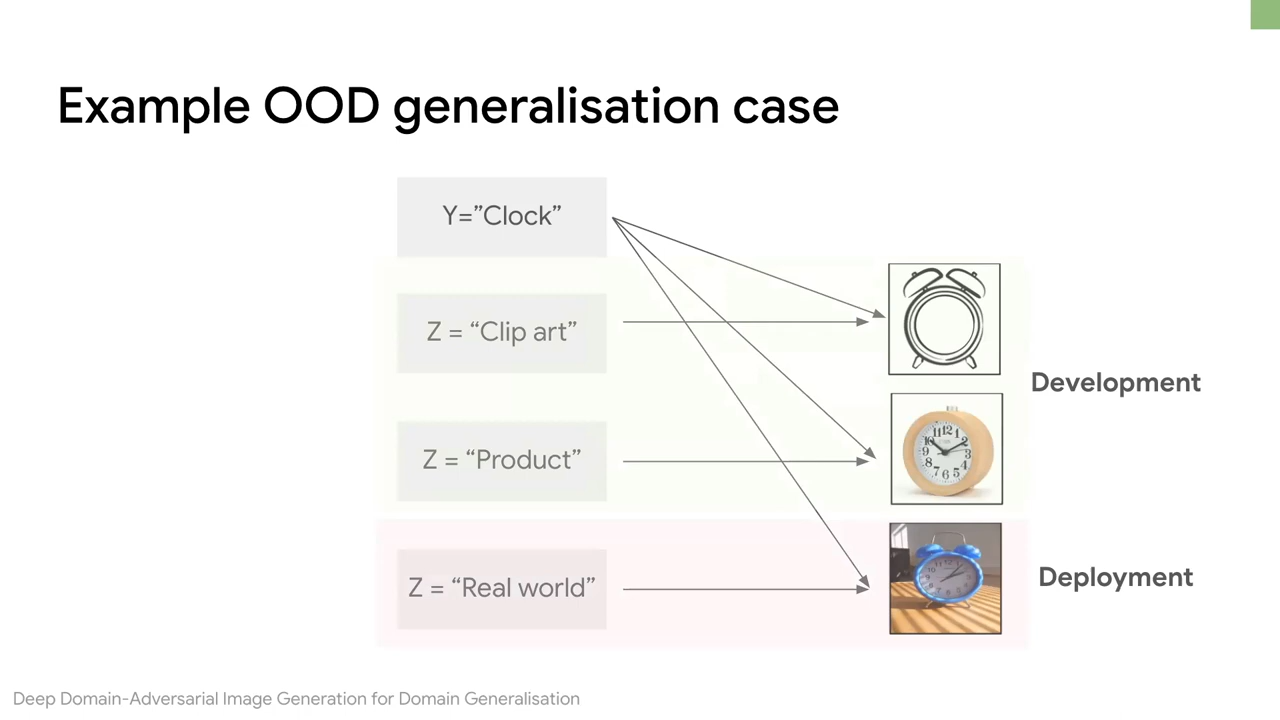 Example OOD generalisation case
Y=”Clock”
Z = “Clip art”
Development
Z = “Product”
Z = “Real world”
Deployment
Deep Domain-Adversarial Image Generation for Domain Generalisation